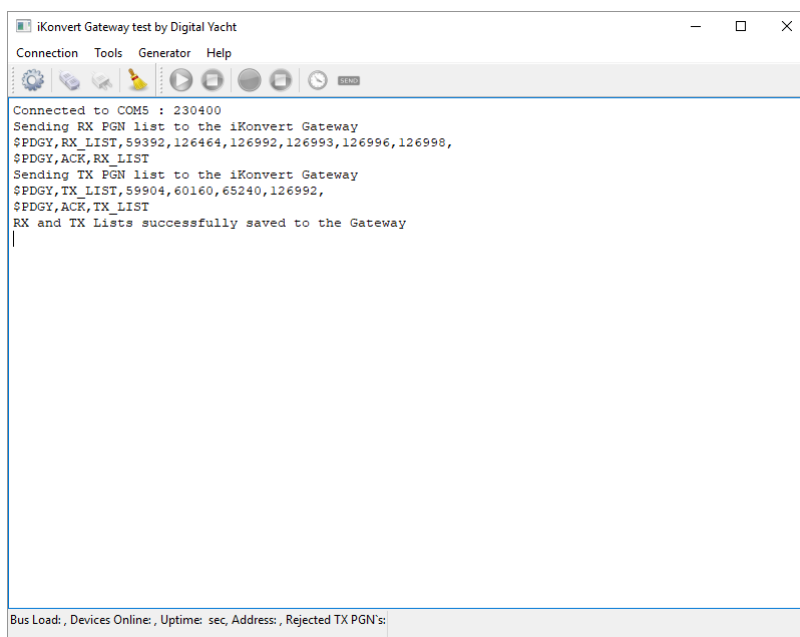 iKonvert Gateway test by Digital Yacht
Connection Tools Generator Help
SEND
Connected to COM5 : 230400
Sending RX PGN list to the iKonvert Gateway
$PDGY,RX_LIST,59392,126464,126992,126993,126996,126998,
$PDGY,ACK,RX_LIST
Sending TX PGN list to the iKonvert Gateway
$PDGY,TX_LIST,59904,60160,65240,126992,
$PDGY,ACK,TX_LIST
RX and TX Lists successfully saved to the Gateway
Bus Load: , Devices Online: , Uptime:  sec, Address: , Rejected TX PGN`s: